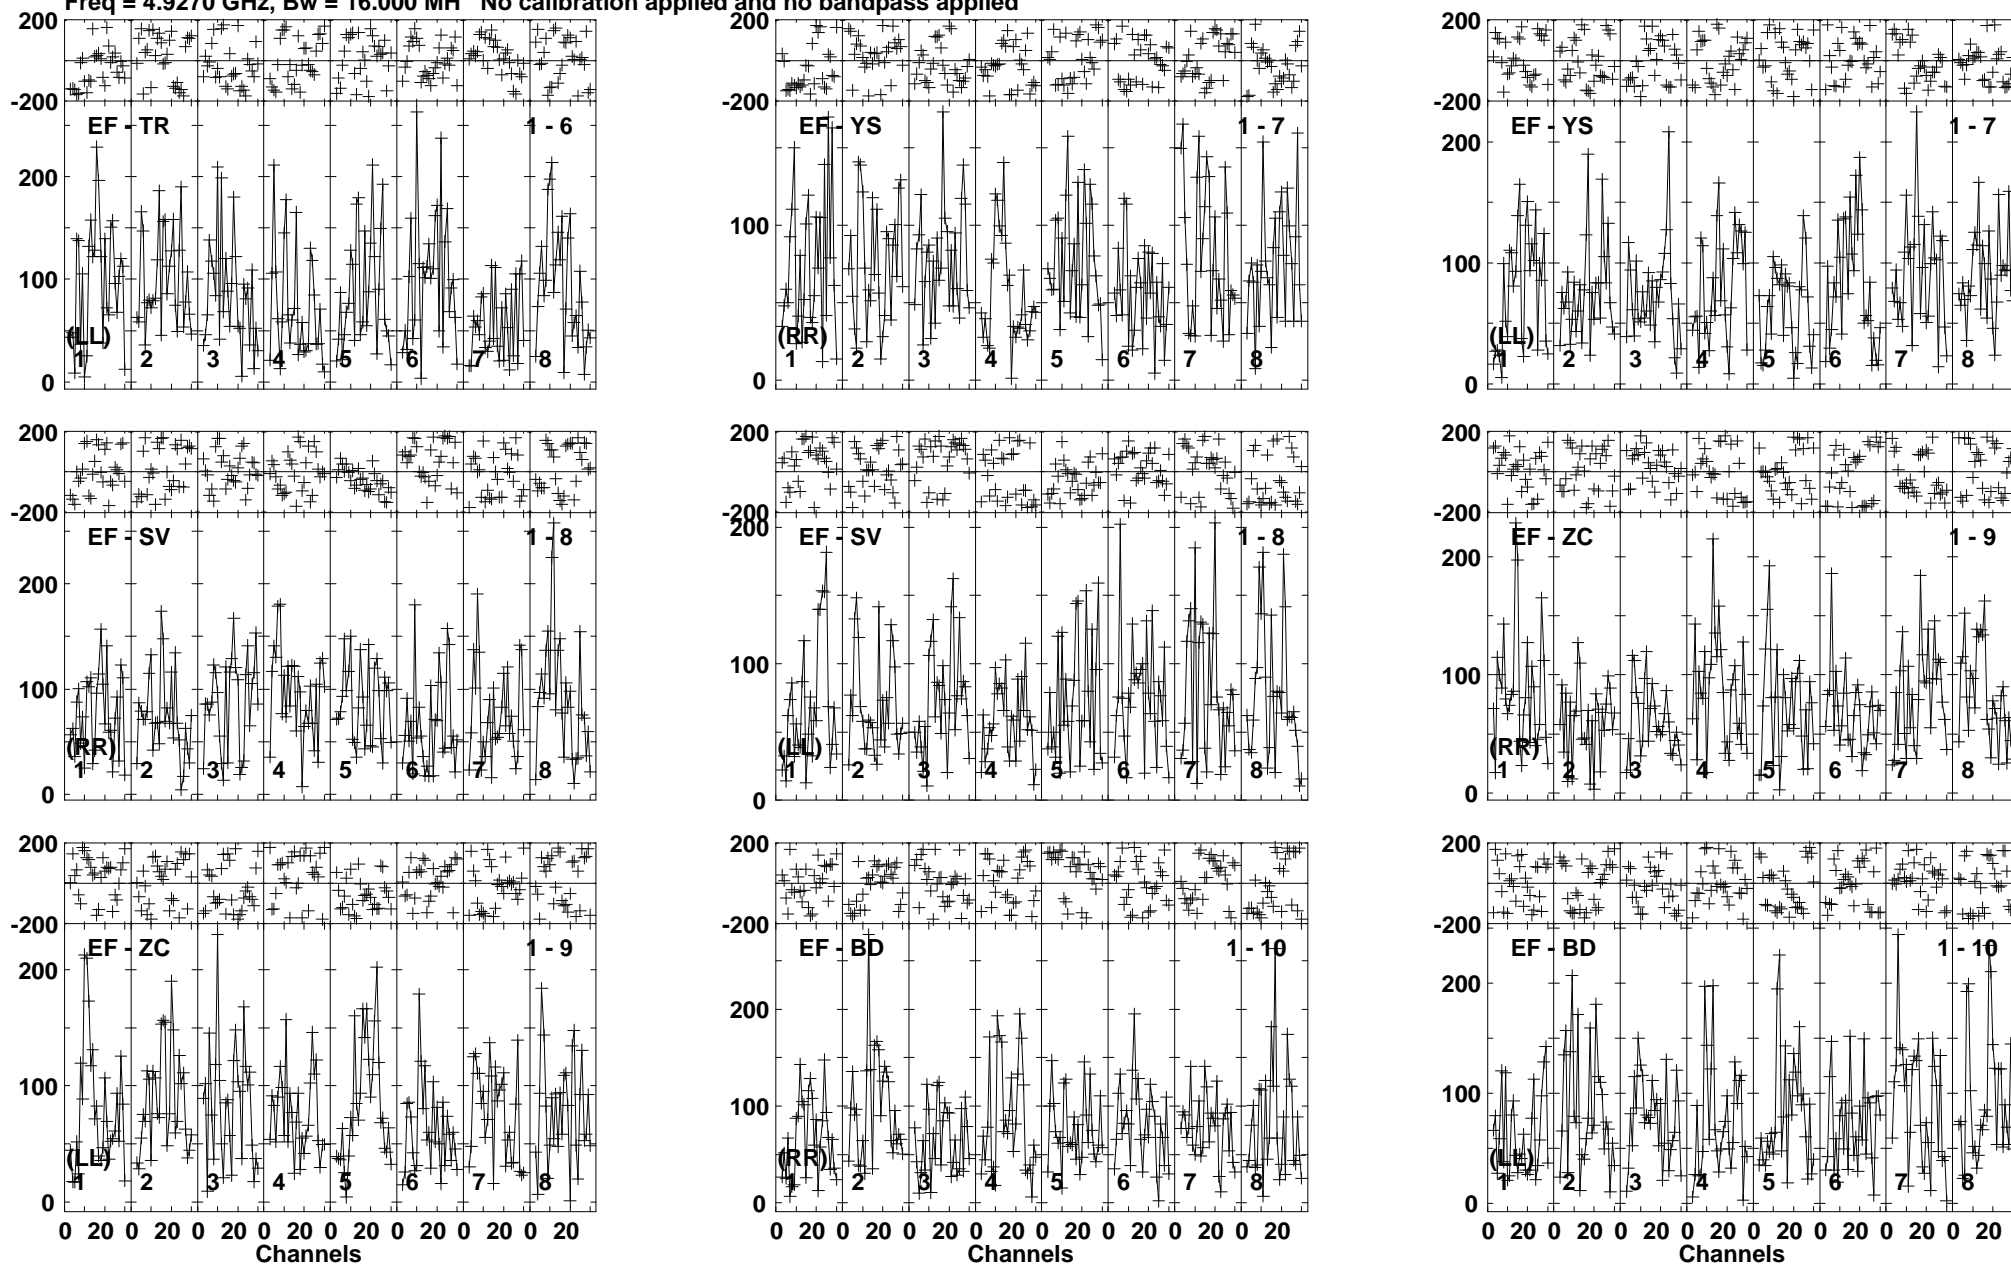 Freq = 4.9270 GHz, Bw = 16.000 MH No calibration applied and no bandpass applied
200 200 200
-200 -200 -200
EF - TR 1 - 6 EF - YS 1 - 7 EF - YS 1 - 7
200
100
0
(LL)
1 2 3 4 5 6 7 8
100
0
(RR)
1 2 3 4 5 6 7 8
200
100
0
(LL)
1 2 3 4 5 6 7 8
200 200 200
-200 -200 -200
EF - SV 1 - 8 EF - SV 1 - 8 EF - ZC 1 - 9
200
100
0
(RR)
1 2 3 4 5 6 7 8
200
100
0
(LL)
1 2 3 4 5 6 7 8
200
100
0
(RR)
1 2 3 4 5 6 7 8
200 200 200
-200 -200 -200
EF - ZC 1 - 9 EF - BD 1 - 10 EF - BD 1 - 10
200
100
0
(LL)
1 2 3 4 5 6 7 8
200
100
0
(RR)
1 2 3 4 5 6 7 8
200
100
0
(LL)
1 2 3 4 5 6 7 8
0 20 0 20 0 20 0 20 0 20 0 20 0 20 0 20
Channels
0 20 0 20 0 20 0 20 0 20 0 20 0 20 0 20
Channels
0 20 0 20 0 20 0 20 0 20 0 20 0 20 0 20
Channels